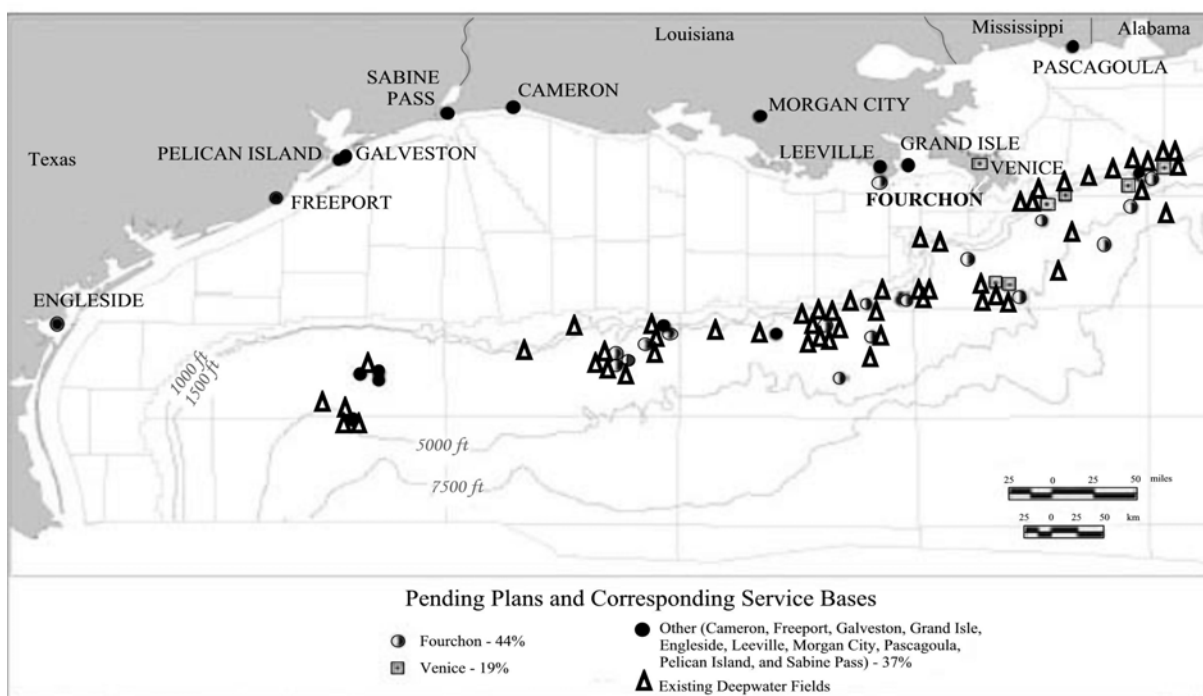 Louisiana
Mississippi
Alabama
PASCAGOULA
SABINE
PASS
CAMERON
MORGAN CITY
Texas
PELICAN ISLAND
GALVESTON
LEEVILLE
GRAND ISLE
VENICE
FREEPORT
FOURCHON
ENGLESIDE
1000 ft
1500 ft
5000 ft
7500 ft
25 0 25 50 miles
25 0 25 50 km
Pending Plans and Corresponding Service Bases
Fourchon - 44%
Venice - 19%
Other (Cameron, Freeport, Galveston, Grand Isle,
Engleside, Leeville, Morgan City, Pascagoula,
Pelican Island, and Sabine Pass) - 37%
Existing Deepwater Fields